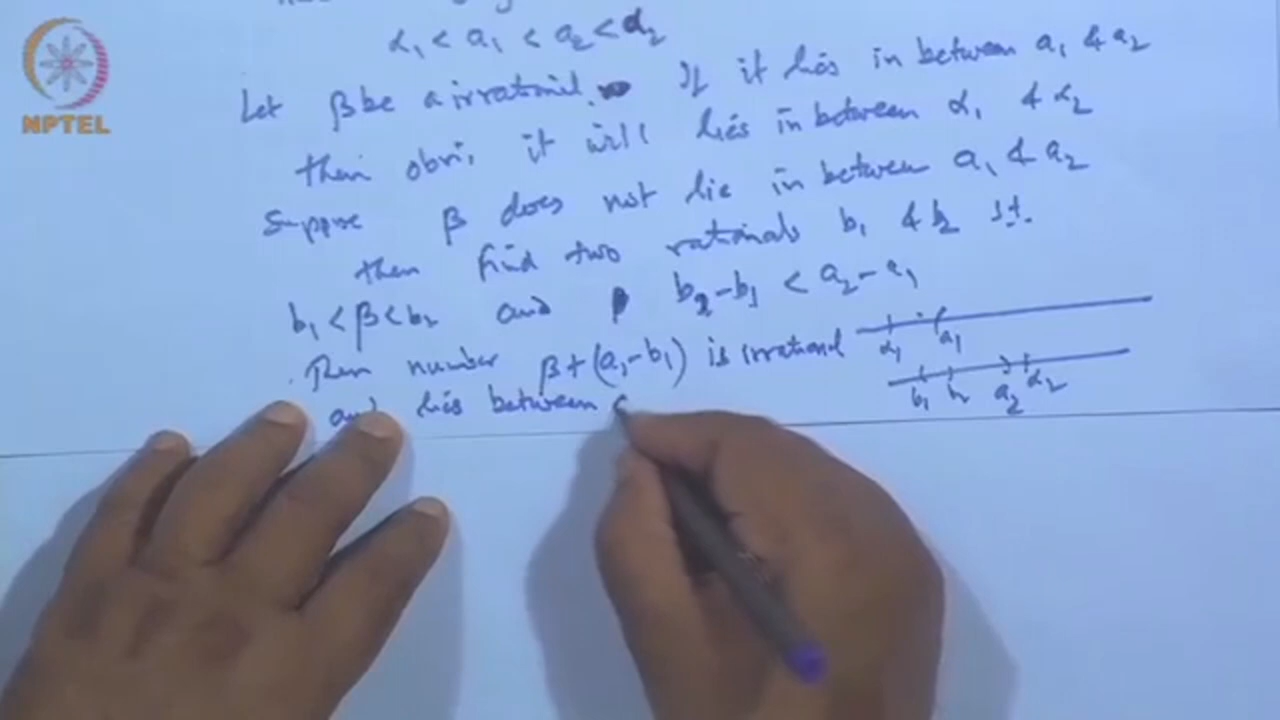 α₁ < a₁ < a₂ < α₂
Let β be a irrational. If it lies in between a₁ & a₂
then obvi, it will lies in between α₁ & α₂
Suppose β does not lie in between a₁ & a₂
then find two rationals b₁ & b₂ s.t.
b₁ < β < b₂ and b₂-b₁ < a₂-a₁
Then number β+(a₁-b₁) is irrational
α₁ a₁
and lies between
b₁ b₂ a₂ α₂
NPTEL